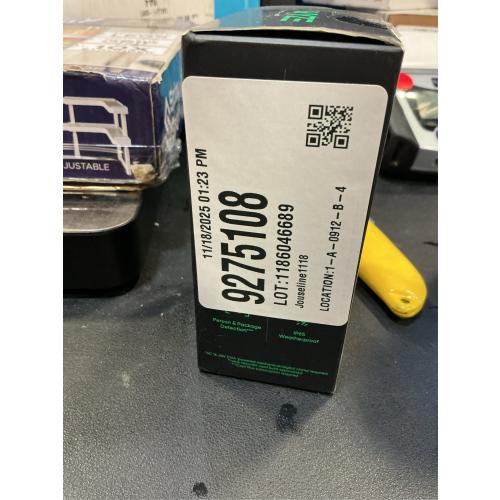 11/18/2025 01:23 PM
9275108
LOT:1186046689
Jouseline1118
LOCATION:1-A-0912-B-4
Person & Package
Detection
IP65
Weatherproof
JUSTABLE